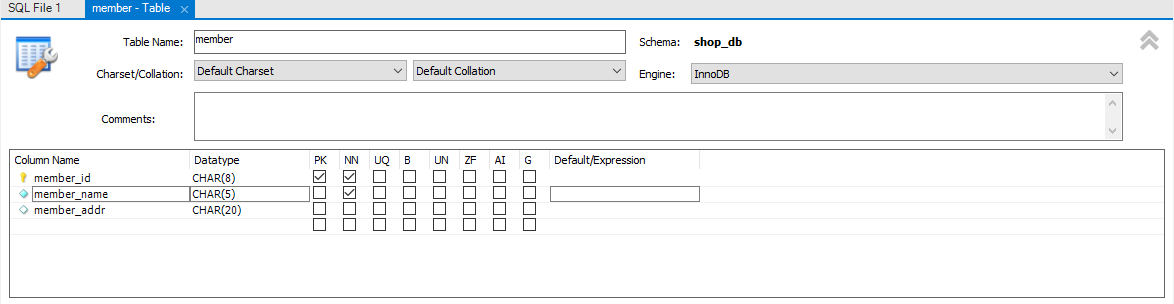 SQL File 1 member - Table ×
Table Name: member Schema: shop_db
Charset/Collation: Default Charset Default Collation Engine: InnoDB
Comments:
Column Name Datatype PK NN UQ B UN ZF AI G Default/Expression
member_id CHAR(8)
member_name CHAR(5)
member_addr CHAR(20)